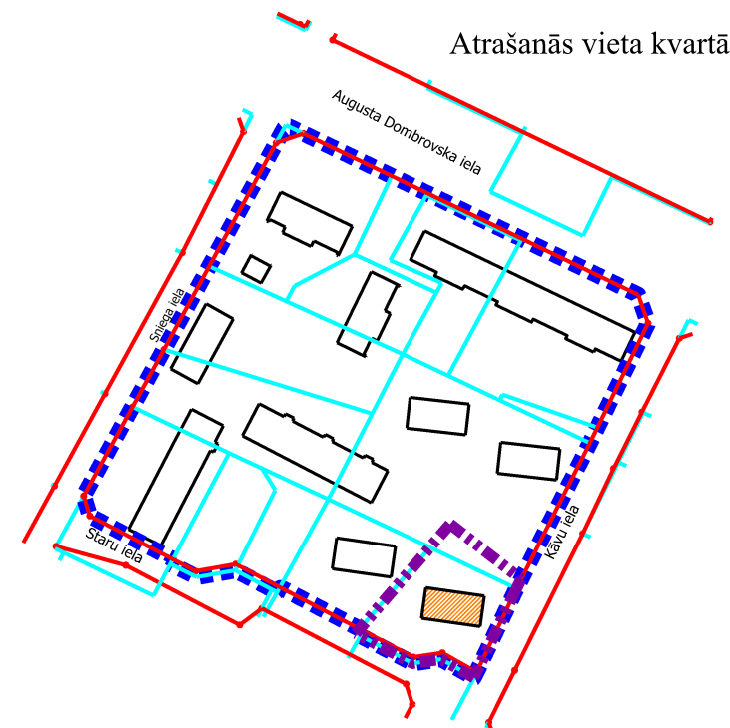 Atrašanās vieta kvartā
Augusta Dombrovska iela
Sniega iela
Kāvu iela
Staru iela